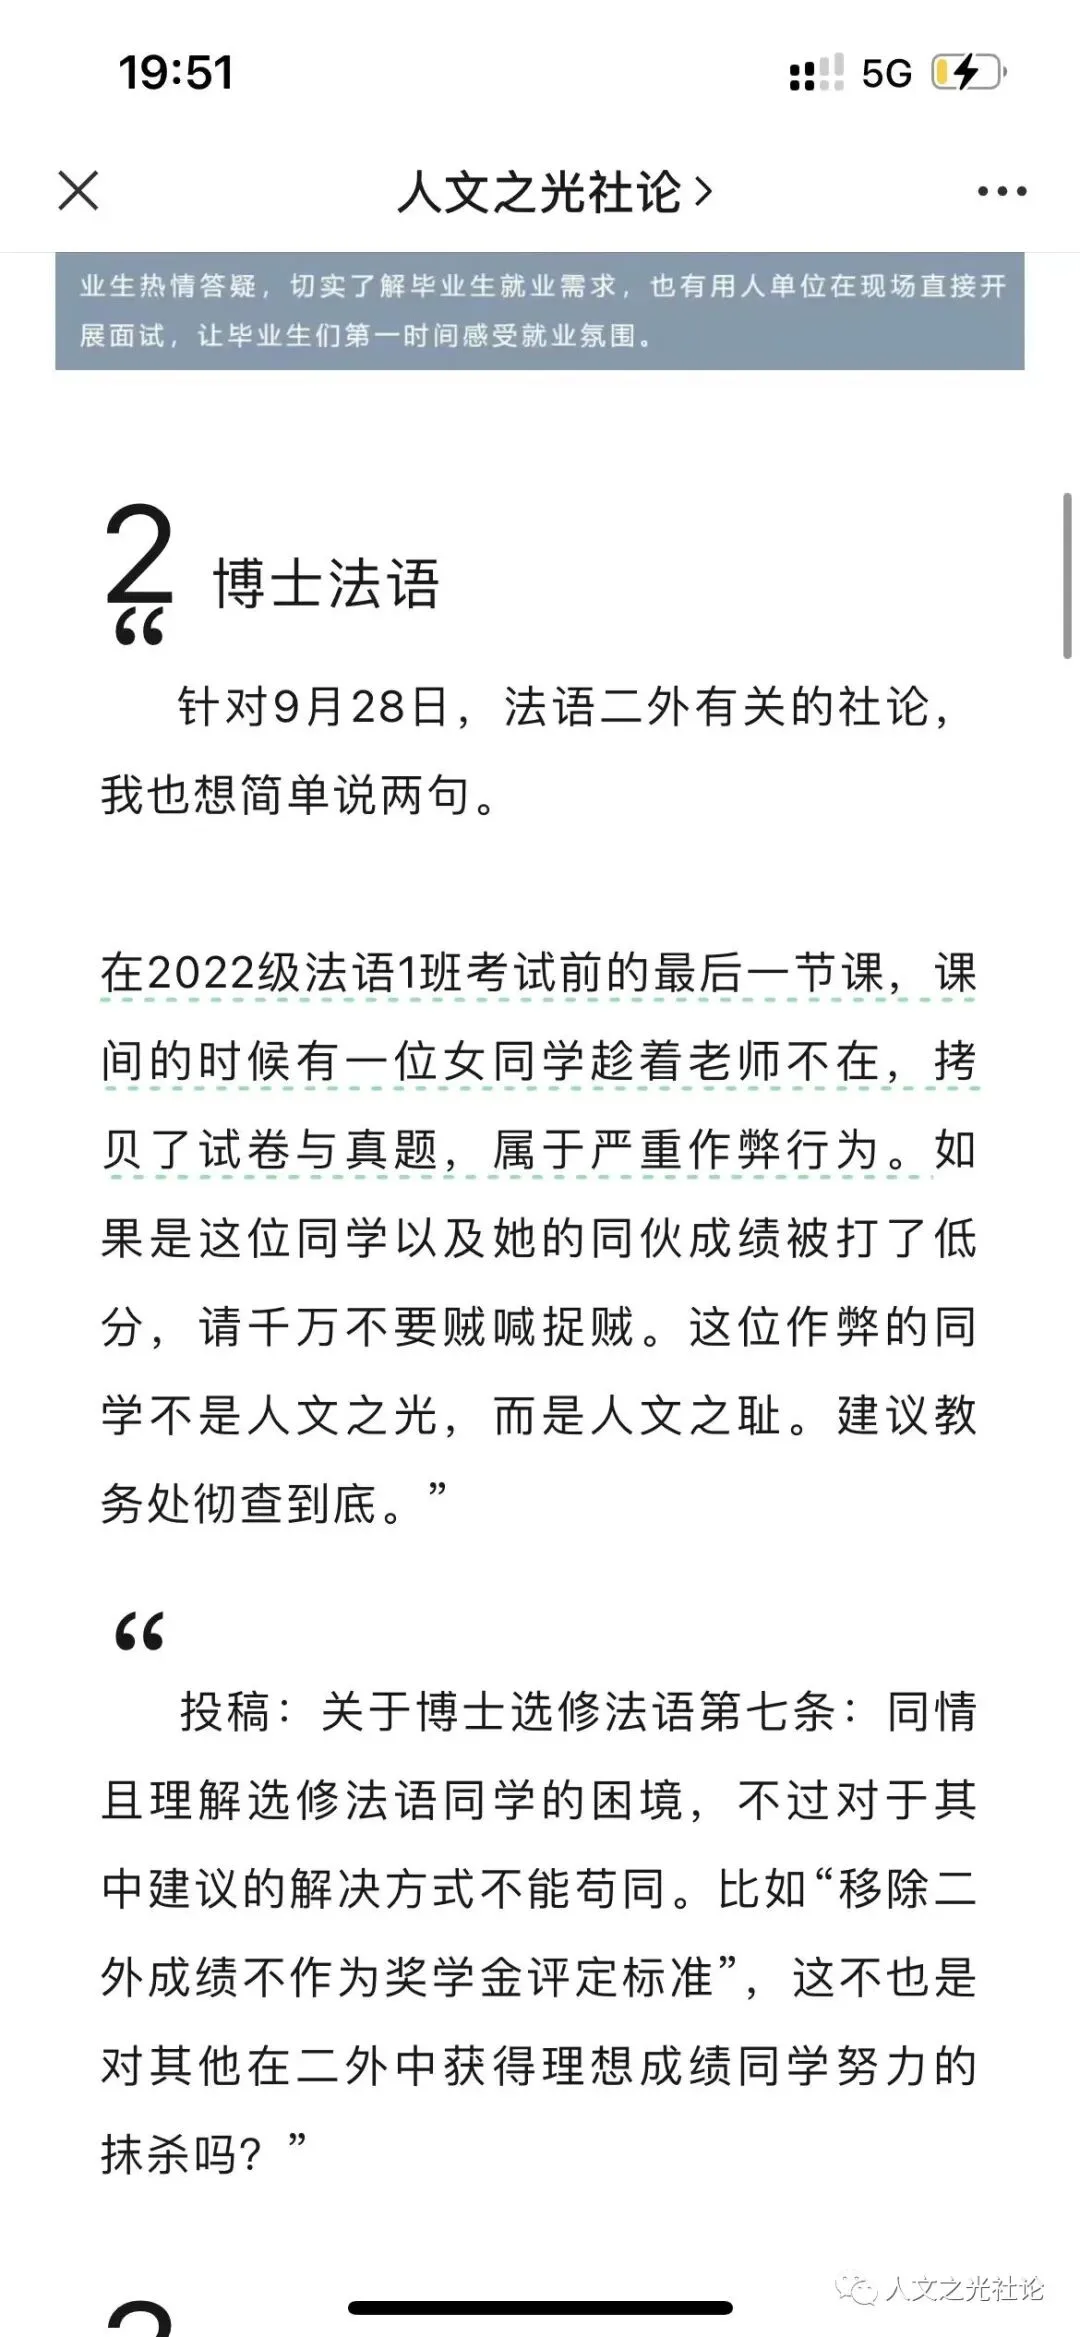 19:51
5G
人文之光社论
业生热情答疑，切实了解毕业生就业需求，也有用人单位在现场直接开
展面试，让毕业生们第一时间感受就业氛围。
2 博士法语
“
针对9月28日，法语二外有关的社论，
我也想简单说两句。
在2022级法语1班考试前的最后一节课，课
间的时候有一位女同学趁着老师不在，拷
贝了试卷与真题，属于严重作弊行为。如
果是这位同学以及她的同伙成绩被打了低
分，请千万不要贼喊捉贼。这位作弊的同
学不是人文之光，而是人文之耻。建议教
务处彻查到底。”
“
投稿：关于博士选修法语第七条：同情
且理解选修法语同学的困境，不过对于其
中建议的解决方式不能苟同。比如“移除二
外成绩不作为奖学金评定标准”，这不也是
对其他在二外中获得理想成绩同学努力的
抹杀吗？”
人文之光社论